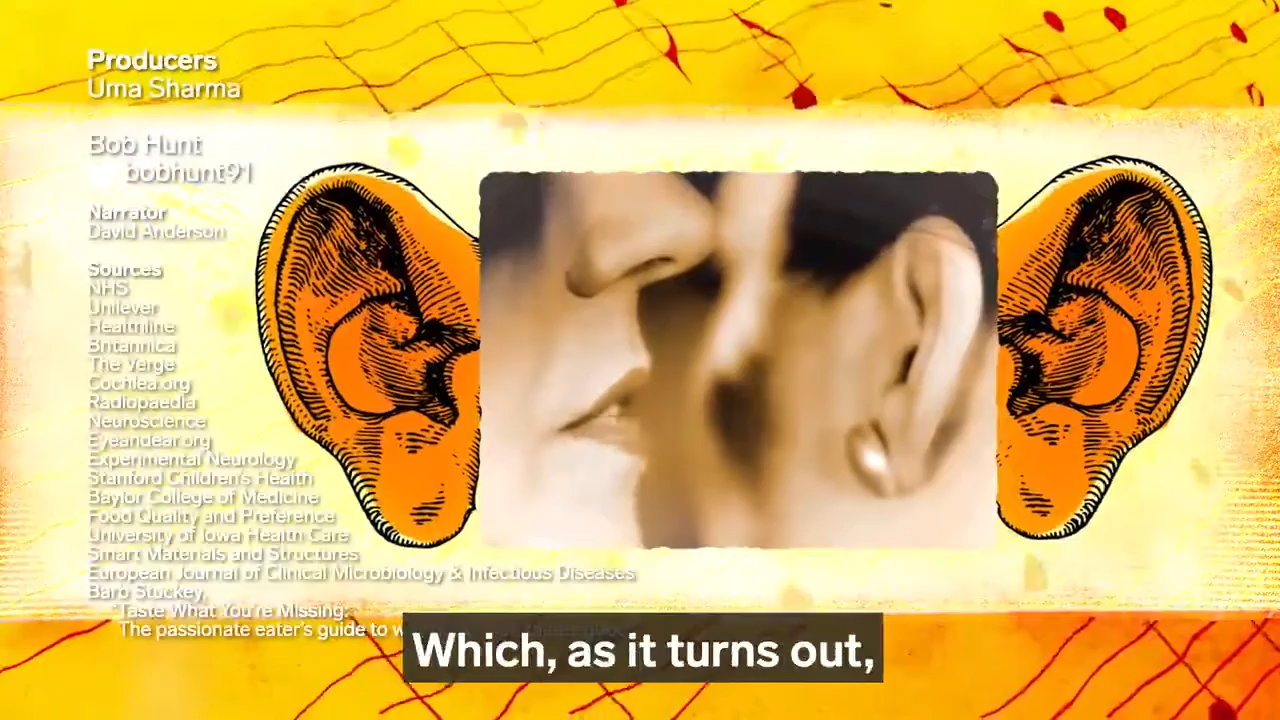 Producers
Uma Sharma
Bob Hunt
bobhunt91
Narrator
David Anderson
Sources
NHS
Unilever
Healthline
Britannica
The Verge
Cochlea.org
Radiopaedia
Neuroscience
Eyeandear.org
Experimental Neurology
Stanford Children's Health
Baylor College of Medicine
Food Quality and Preference
University of Iowa Health Care
Smart Materials and Structures
European Journal of Clinical Microbiology & Infectious Diseases
Barb Stuckey,
"Taste What You're Missing:
The passionate eater's guide to
Which, as it turns out,